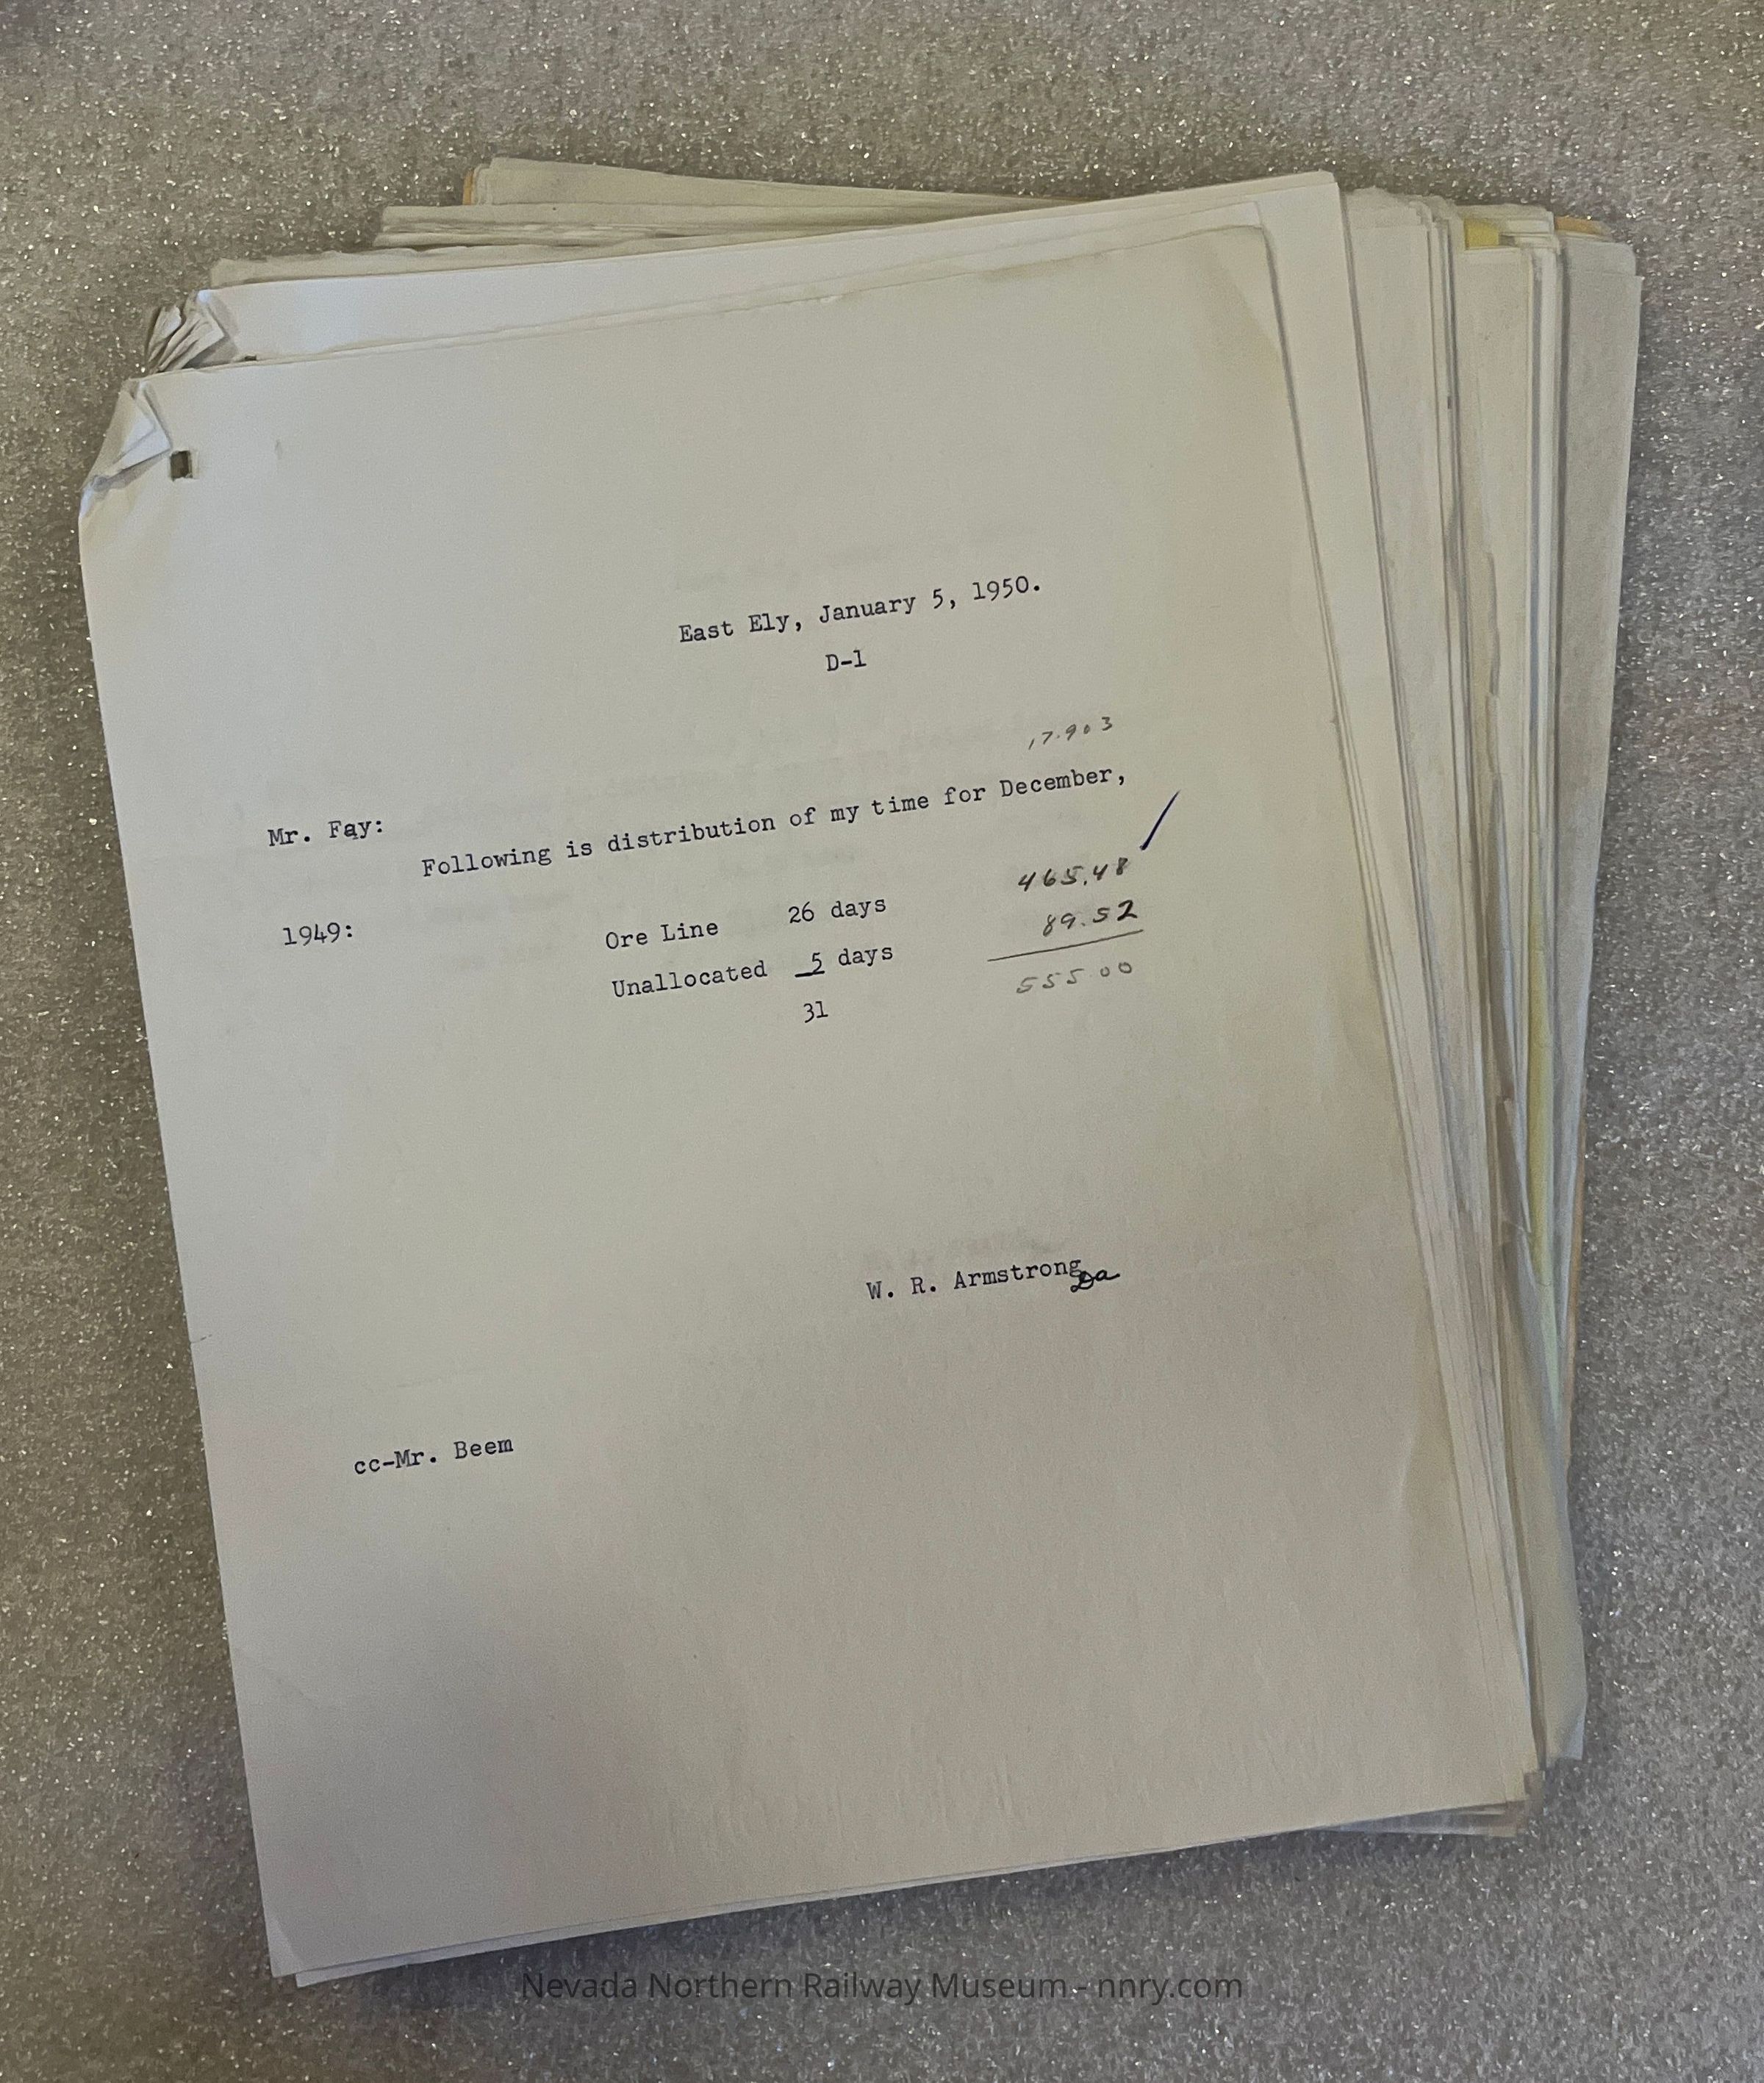 East Ely, January 5, 1950.
D-1
17.903
Mr. Fay:
Following is distribution of my time for December,
1949:
Ore Line 26 days 465.48
Unallocated 5 days 89.52
31 555.00
W. R. Armstrong
cc-Mr. Beem
Nevada Northern Railway Museum - nnry.com